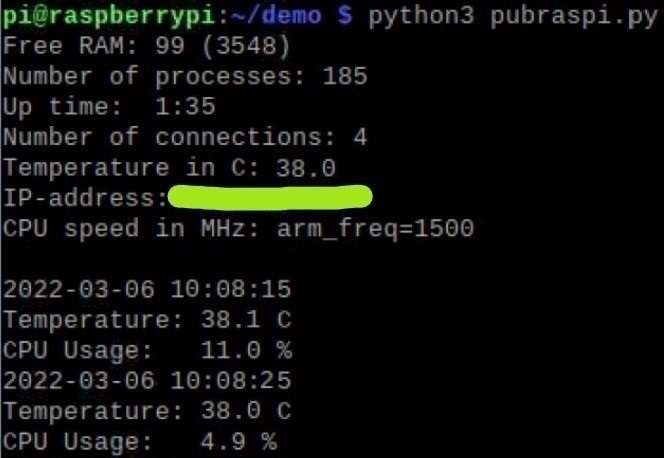 pi@raspberrypi:~/demo $ python3 pubraspi.py
Free RAM: 99 (3548)
Number of processes: 185
Up time:  1:35
Number of connections: 4
Temperature in C: 38.0
IP-address:
CPU speed in MHz: arm_freq=1500

2022-03-06 10:08:15
Temperature: 38.1 C
CPU Usage:   11.0 %
2022-03-06 10:08:25
Temperature: 38.0 C
CPU Usage:   4.9 %